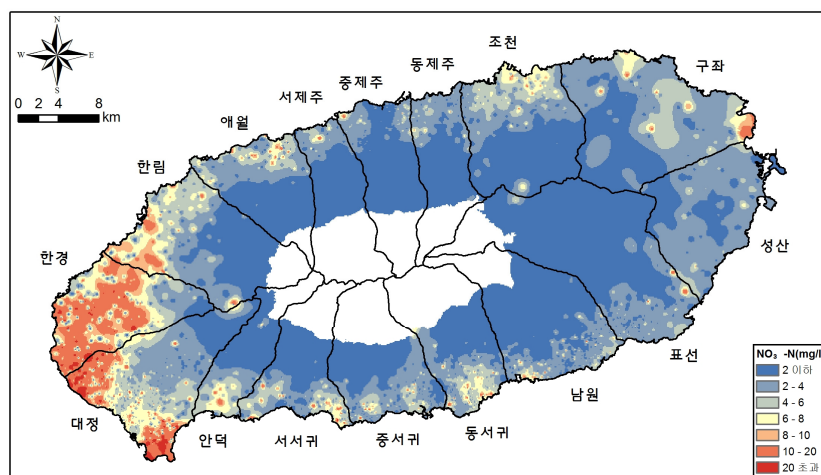 N
W E
S
0 2 4 8
km
조천
구좌
동제주
중제주
서제주
애월
한림
한경
성산
표선
남원
동서귀
중서귀
서서귀
안덕
대정
NO₃ -N(mg/l
2 이하
2 - 4
4 - 6
6 - 8
8 - 10
10 - 20
20 초과